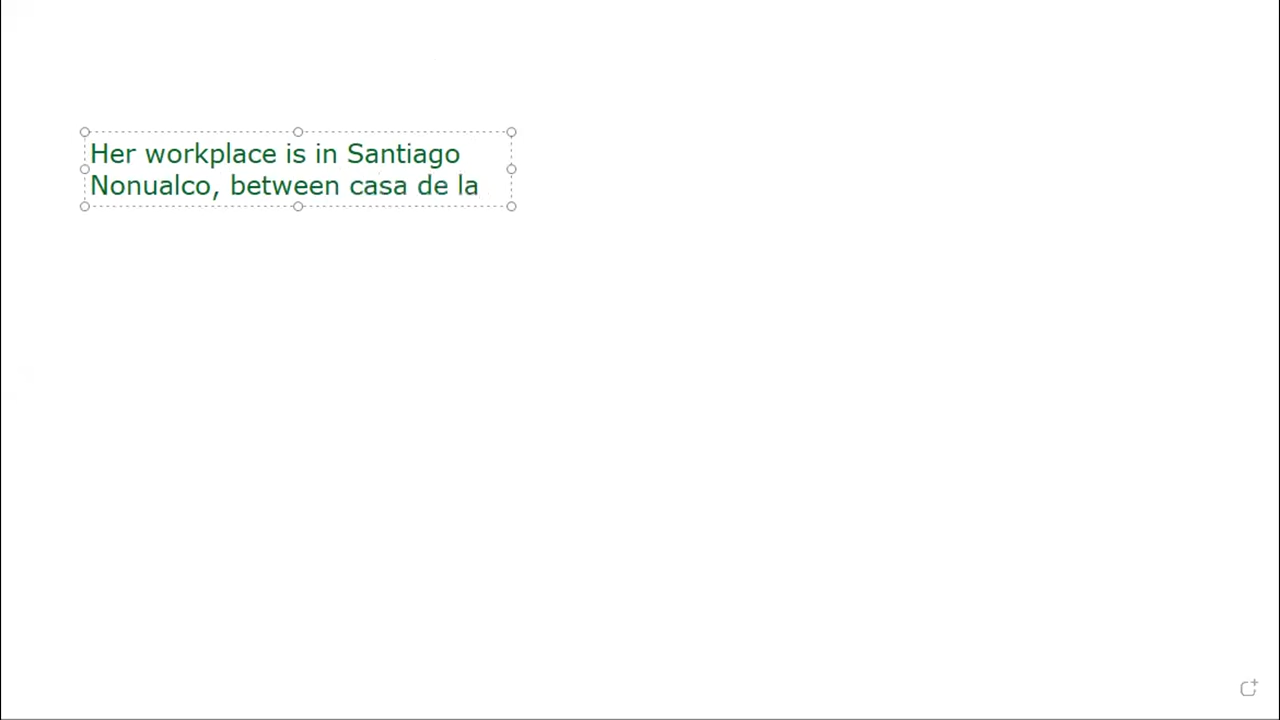 Her workplace is in Santiago
Nonualco, between casa de la